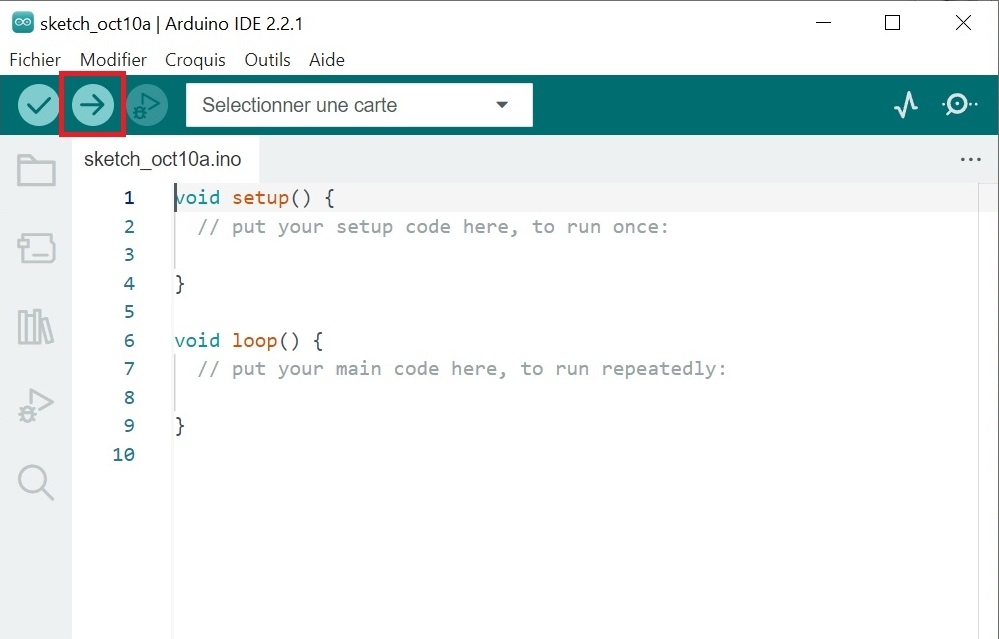 sketch_oct10a | Arduino IDE 2.2.1
Fichier Modifier Croquis Outils Aide
Selectionner une carte
sketch_oct10a.ino
1 void setup() {
2   // put your setup code here, to run once:
3
4 }
5
6 void loop() {
7   // put your main code here, to run repeatedly:
8
9 }
10